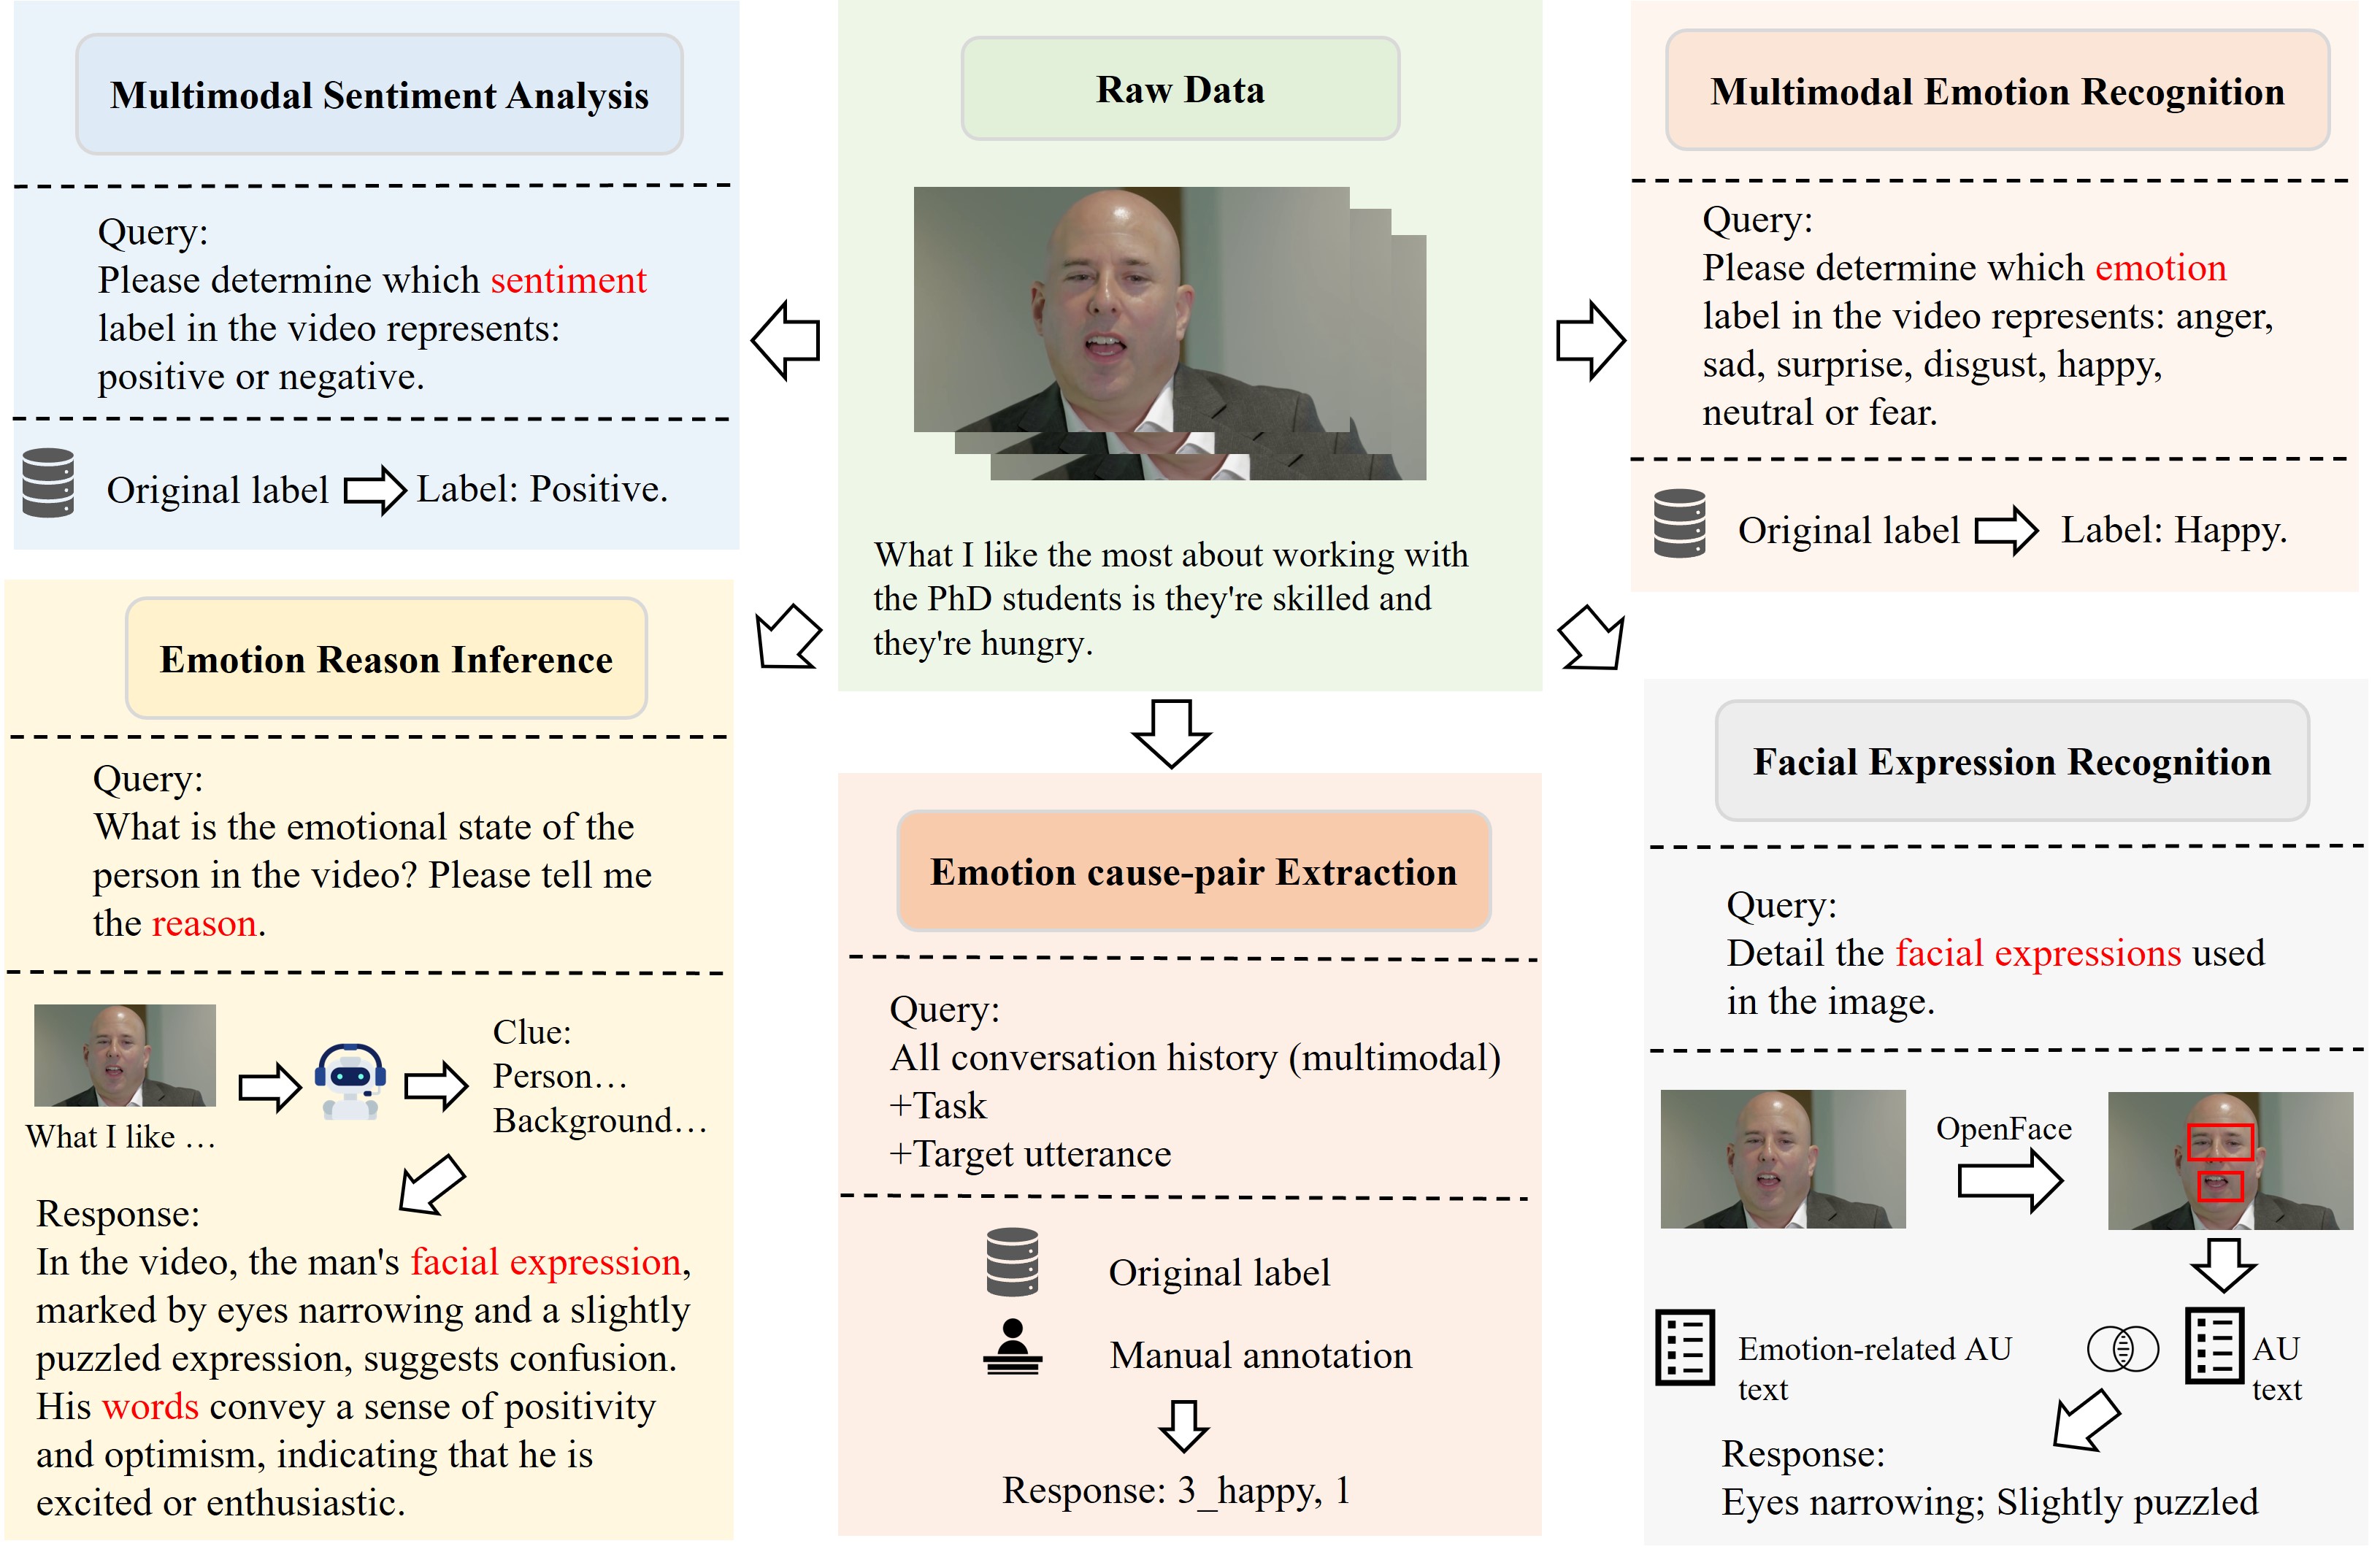 Multimodal Sentiment Analysis
Query:
Please determine which sentiment
label in the video represents:
positive or negative.
Original label
Label: Positive.
Raw Data
What I like the most about working with
the PhD students is they're skilled and
they're hungry.
Multimodal Emotion Recognition
Query:
Please determine which emotion
label in the video represents: anger,
sad, surprise, disgust, happy,
neutral or fear.
Original label
Label: Happy.
Emotion Reason Inference
Query:
What is the emotional state of the
person in the video? Please tell me
the reason.
What I like …
Clue:
Person…
Background…
Response:
In the video, the man's facial expression,
marked by eyes narrowing and a slightly
puzzled expression, suggests confusion.
His words convey a sense of positivity
and optimism, indicating that he is
excited or enthusiastic.
Emotion cause-pair Extraction
Query:
All conversation history (multimodal)
+Task
+Target utterance
Original label
Manual annotation
Response: 3_happy, 1
Facial Expression Recognition
Query:
Detail the facial expressions used
in the image.
OpenFace
Emotion-related AU
text
AU
text
Response:
Eyes narrowing; Slightly puzzled